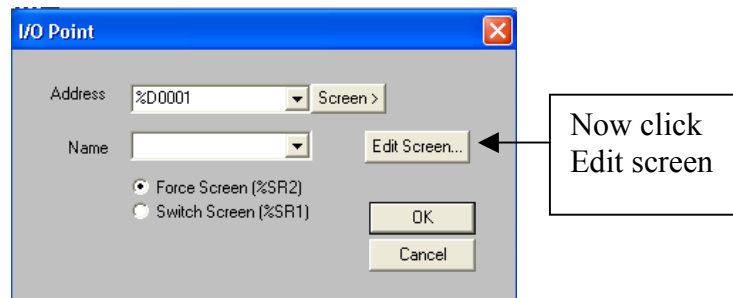 I/O Point
Address %D0001 Screen >
Name Edit Screen...
Force Screen (%SR2)
Switch Screen (%SR1)
OK
Cancel
Now click
Edit screen